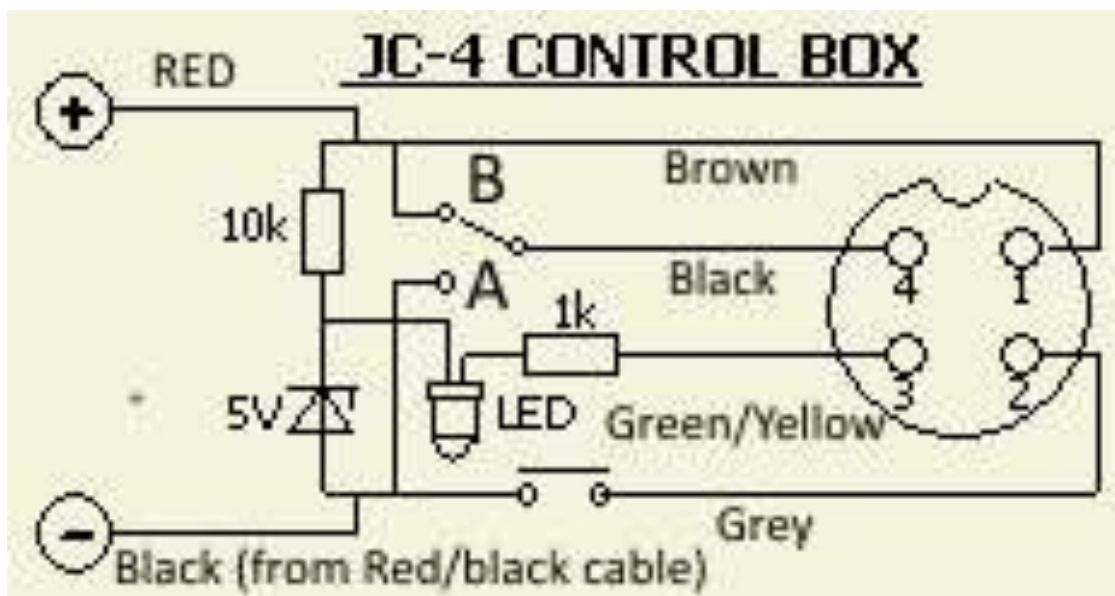 JC-4 CONTROL BOX
RED
+
Brown
B
10k
Black
4 1
A
1k
3 2
5V
LED
Green/Yellow
Grey
-
Black (from Red/black cable)